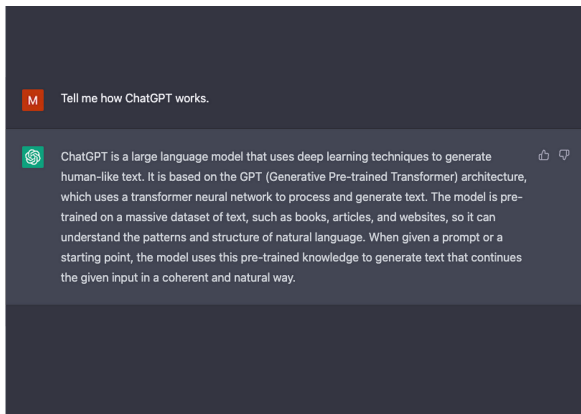 M
Tell me how ChatGPT works.
ChatGPT is a large language model that uses deep learning techniques to generate
human-like text. It is based on the GPT (Generative Pre-trained Transformer) architecture,
which uses a transformer neural network to process and generate text. The model is pre-
trained on a massive dataset of text, such as books, articles, and websites, so it can
understand the patterns and structure of natural language. When given a prompt or a
starting point, the model uses this pre-trained knowledge to generate text that continues
the given input in a coherent and natural way.